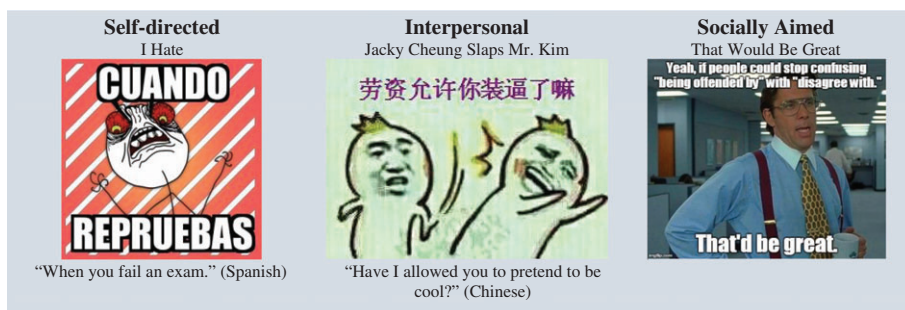 Self-directed
I Hate
CUANDO
REPRUEBAS
“When you fail an exam.” (Spanish)
Interpersonal
Jacky Cheung Slaps Mr. Kim
劳资允许你装逼了嘛
“Have I allowed you to pretend to be
cool?” (Chinese)
Socially Aimed
That Would Be Great
Yeah, if people could stop confusing
"being offended by" with "disagree with."
That'd be great.
imgflip.com